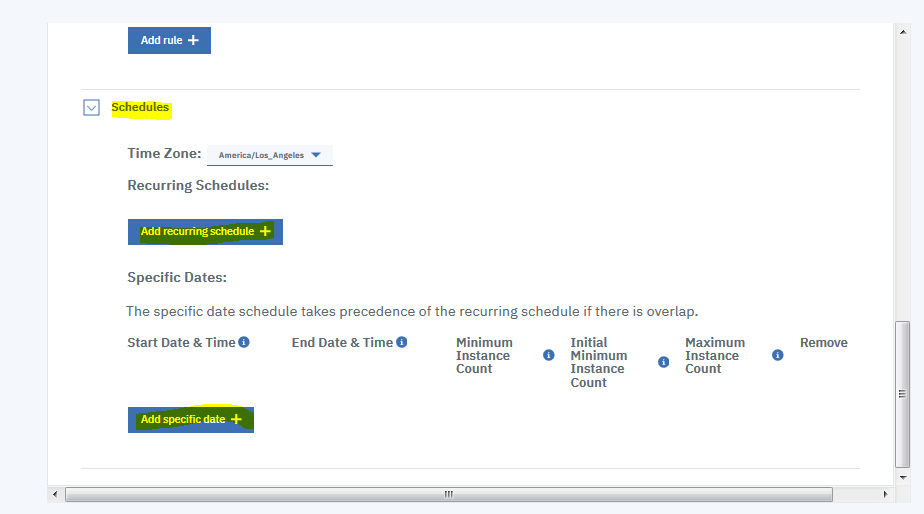 Add rule +
Schedules
Time Zone: America/Los_Angeles
Recurring Schedules:
Add recurring schedule +
Specific Dates:
The specific date schedule takes precedence of the recurring schedule if there is overlap.
Start Date & Time End Date & Time Minimum Instance Count Initial Minimum Instance Count Maximum Instance Count Remove
Add specific date +